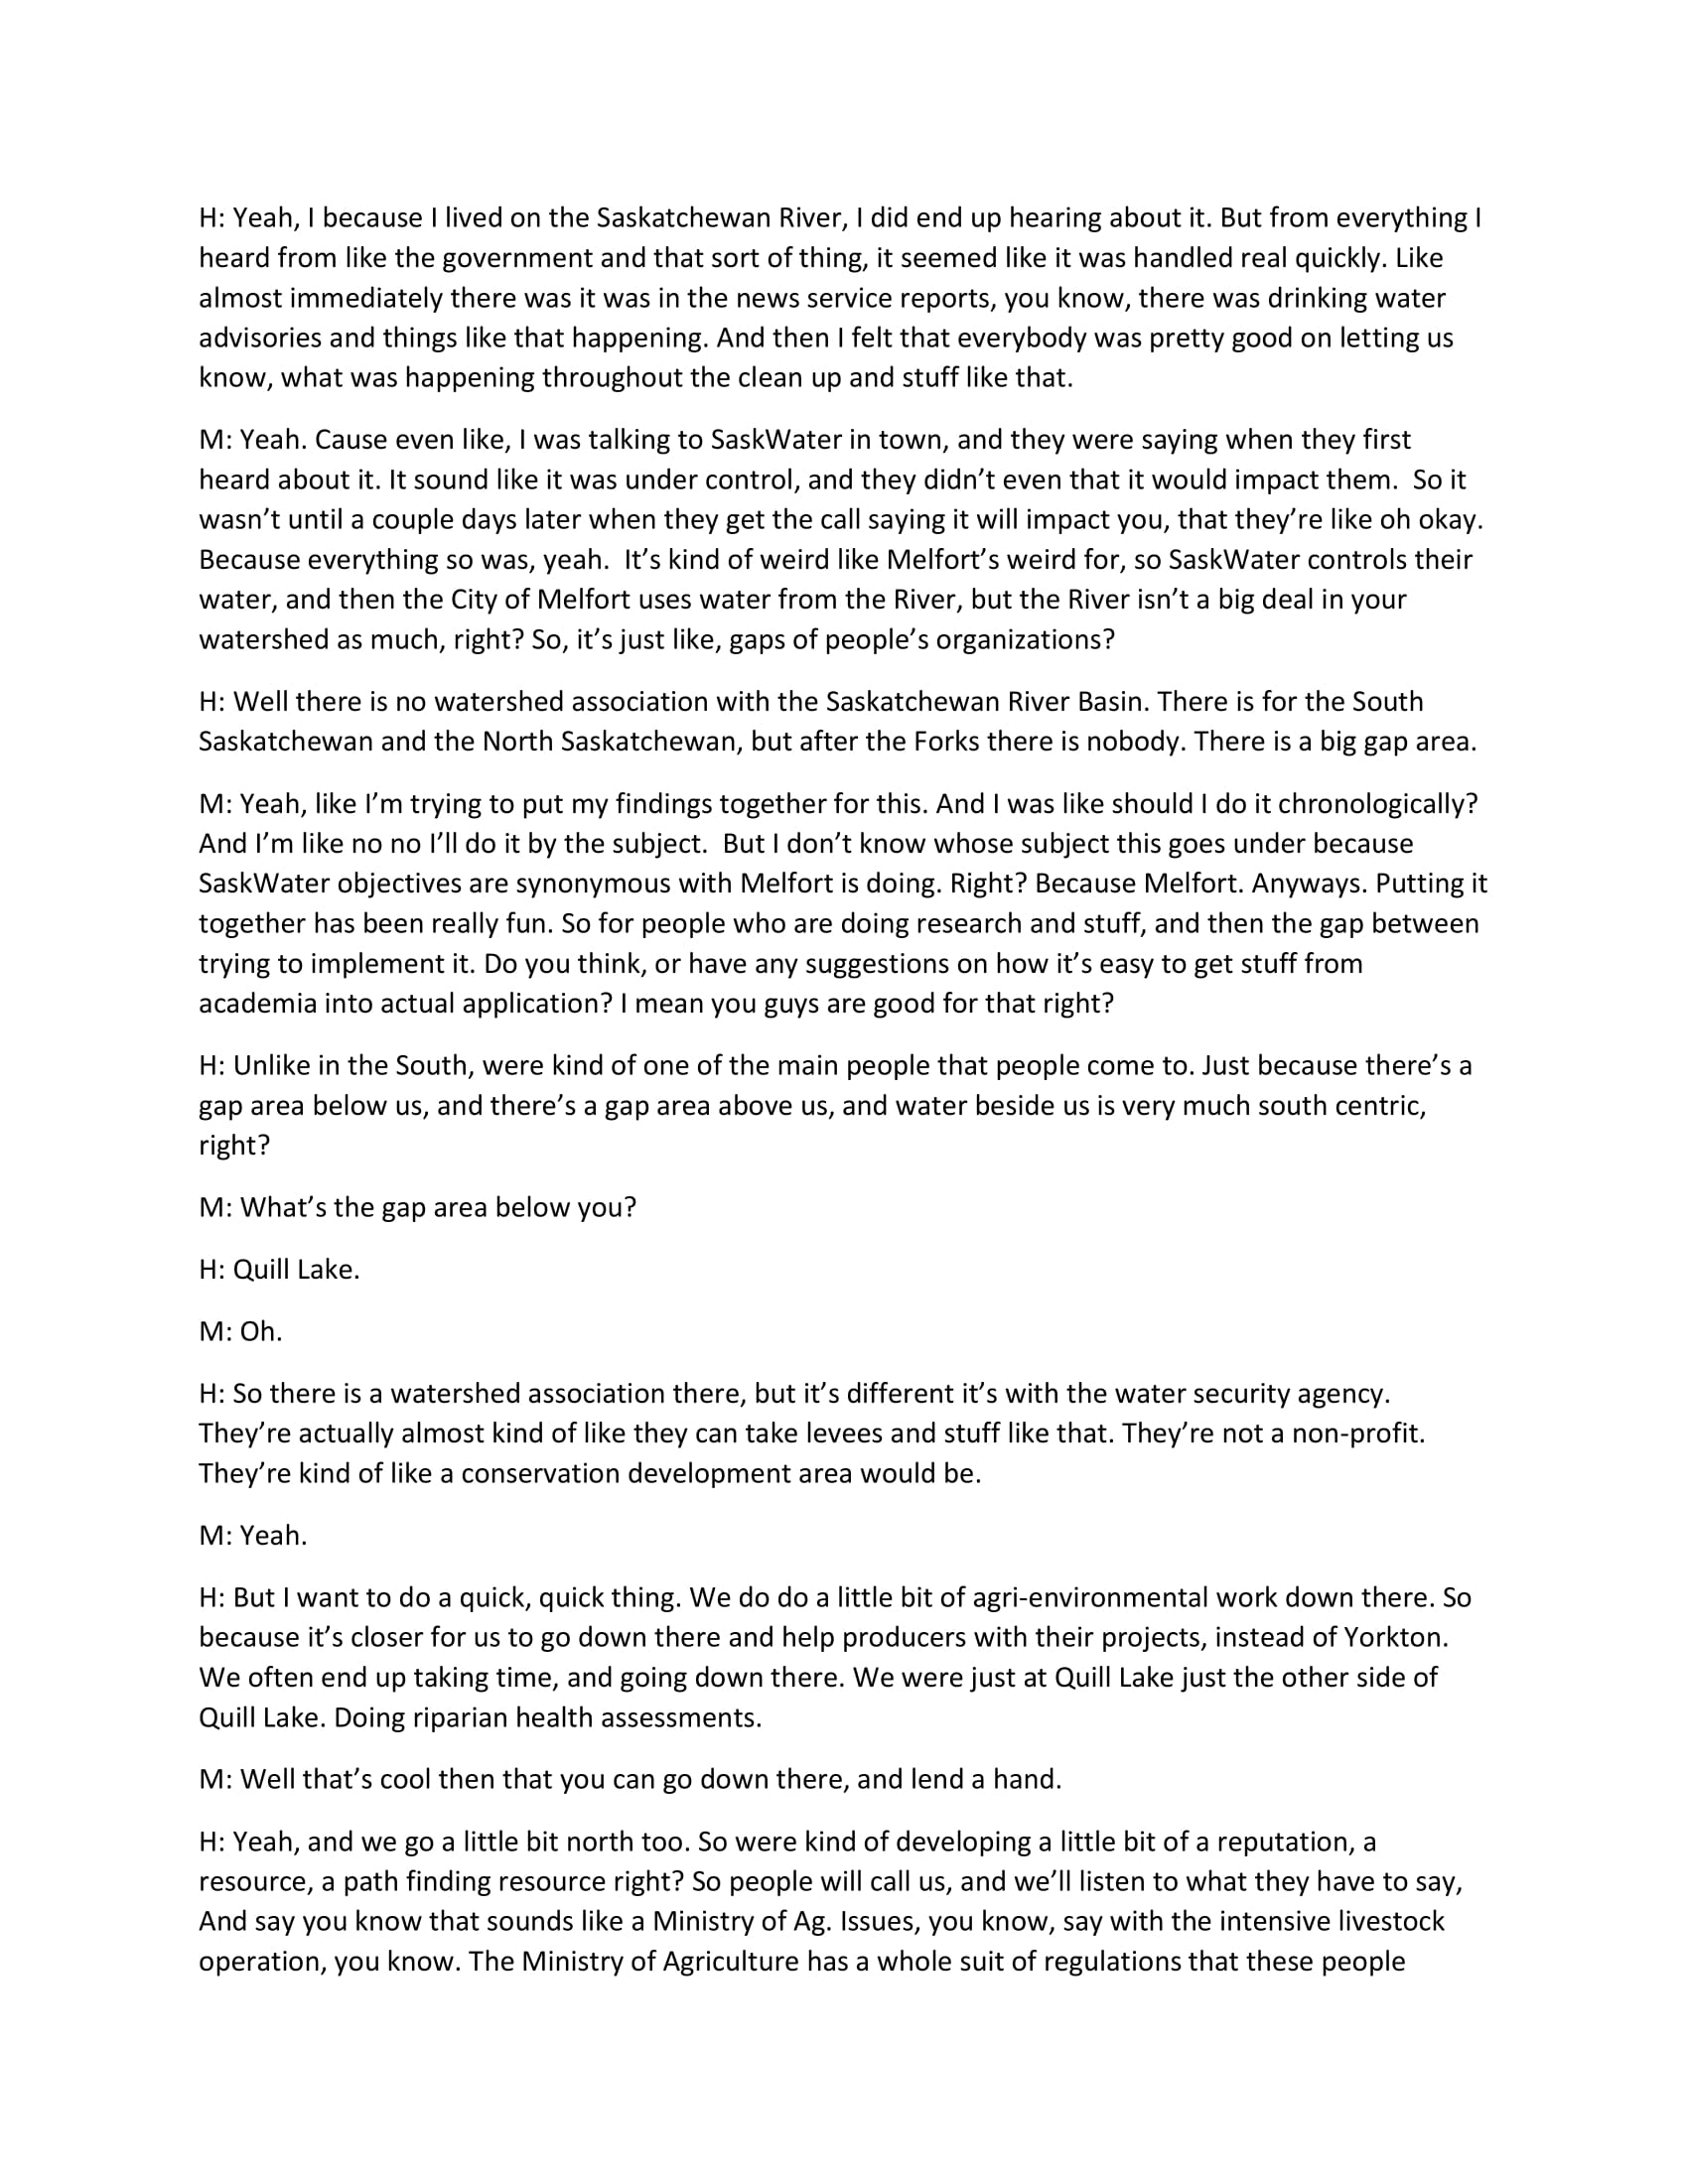 H: Yeah, I because I lived on the Saskatchewan River, I did end up hearing about it. But from everything I
heard from like the government and that sort of thing, it seemed like it was handled real quickly. Like
almost immediately there was it was in the news service reports, you know, there was drinking water
advisories and things like that happening. And then I felt that everybody was pretty good on letting us
know, what was happening throughout the clean up and stuff like that.
M: Yeah. Cause even like, I was talking to SaskWater in town, and they were saying when they first
heard about it. It sound like it was under control, and they didn’t even that it would impact them.  So it
wasn’t until a couple days later when they get the call saying it will impact you, that they’re like oh okay.
Because everything so was, yeah.  It’s kind of weird like Melfort’s weird for, so SaskWater controls their
water, and then the City of Melfort uses water from the River, but the River isn’t a big deal in your
watershed as much, right? So, it’s just like, gaps of people’s organizations?
H: Well there is no watershed association with the Saskatchewan River Basin. There is for the South
Saskatchewan and the North Saskatchewan, but after the Forks there is nobody. There is a big gap area.
M: Yeah, like I’m trying to put my findings together for this. And I was like should I do it chronologically?
And I’m like no no I’ll do it by the subject.  But I don’t know whose subject this goes under because
SaskWater objectives are synonymous with Melfort is doing. Right? Because Melfort. Anyways. Putting it
together has been really fun. So for people who are doing research and stuff, and then the gap between
trying to implement it. Do you think, or have any suggestions on how it’s easy to get stuff from
academia into actual application? I mean you guys are good for that right?
H: Unlike in the South, were kind of one of the main people that people come to. Just because there’s a
gap area below us, and there’s a gap area above us, and water beside us is very much south centric,
right?
M: What’s the gap area below you?
H: Quill Lake.
M: Oh.
H: So there is a watershed association there, but it’s different it’s with the water security agency.
They’re actually almost kind of like they can take levees and stuff like that. They’re not a non-profit.
They’re kind of like a conservation development area would be.
M: Yeah.
H: But I want to do a quick, quick thing. We do do a little bit of agri-environmental work down there. So
because it’s closer for us to go down there and help producers with their projects, instead of Yorkton.
We often end up taking time, and going down there. We were just at Quill Lake just the other side of
Quill Lake. Doing riparian health assessments.
M: Well that’s cool then that you can go down there, and lend a hand.
H: Yeah, and we go a little bit north too. So were kind of developing a little bit of a reputation, a
resource, a path finding resource right? So people will call us, and we’ll listen to what they have to say,
And say you know that sounds like a Ministry of Ag. Issues, you know, say with the intensive livestock
operation, you know. The Ministry of Agriculture has a whole suit of regulations that these people